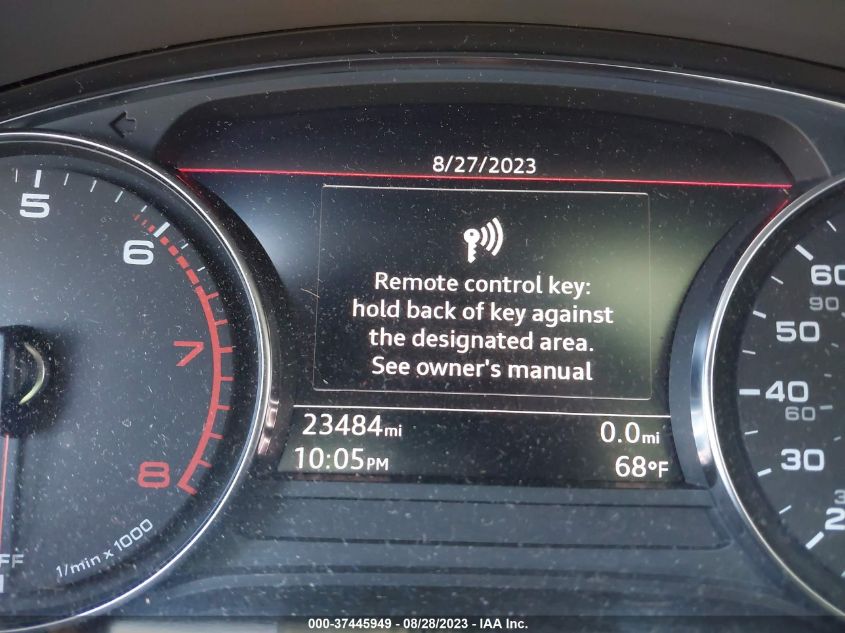 8/27/2023
Remote control key:
hold back of key against
the designated area.
See owner's manual
23484mi
0.0mi
10:05PM
68°F
5
6
7
8
1/min x 1000
60
90
50
40
60
30
000-37445949 / 08/28/2023 - IAA Inc.